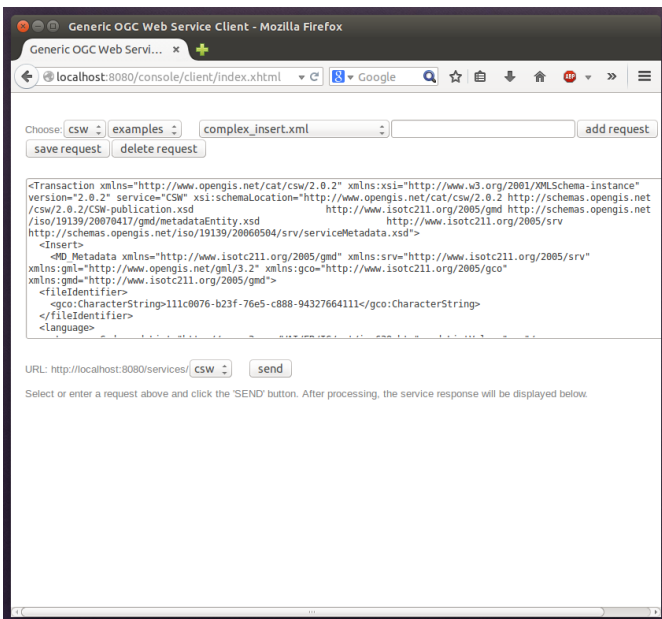 Generic OGC Web Service Client - Mozilla Firefox
Generic OGC Web Servi... ×
localhost:8080/console/client/index.xhtml Google
Choose: csw examples complex_insert.xml add request
save request delete request
<Transaction xmlns="http://www.opengis.net/cat/csw/2.0.2" xmlns:xsi="http://www.w3.org/2001/XMLSchema-instance"
version="2.0.2" service="CSW" xsi:schemaLocation="http://www.opengis.net/cat/csw/2.0.2 http://schemas.opengis.net
/csw/2.0.2/CSW-publication.xsd http://www.isotc211.org/2005/gmd http://schemas.opengis.net
/iso/19139/20070417/gmd/metadataEntity.xsd http://www.isotc211.org/2005/srv
http://schemas.opengis.net/iso/19139/20060504/srv/serviceMetadata.xsd">
<Insert>
<MD_Metadata xmlns="http://www.isotc211.org/2005/gmd" xmlns:srv="http://www.isotc211.org/2005/srv"
xmlns:gml="http://www.opengis.net/gml/3.2" xmlns:gco="http://www.isotc211.org/2005/gco"
xmlns:gmd="http://www.isotc211.org/2005/gmd">
<fileIdentifier>
<gco:CharacterString>111c0076-b23f-76e5-c888-94327664111</gco:CharacterString>
</fileIdentifier>
<language>
URL: http://localhost:8080/services/ csw send
Select or enter a request above and click the 'SEND' button. After processing, the service response will be displayed below.